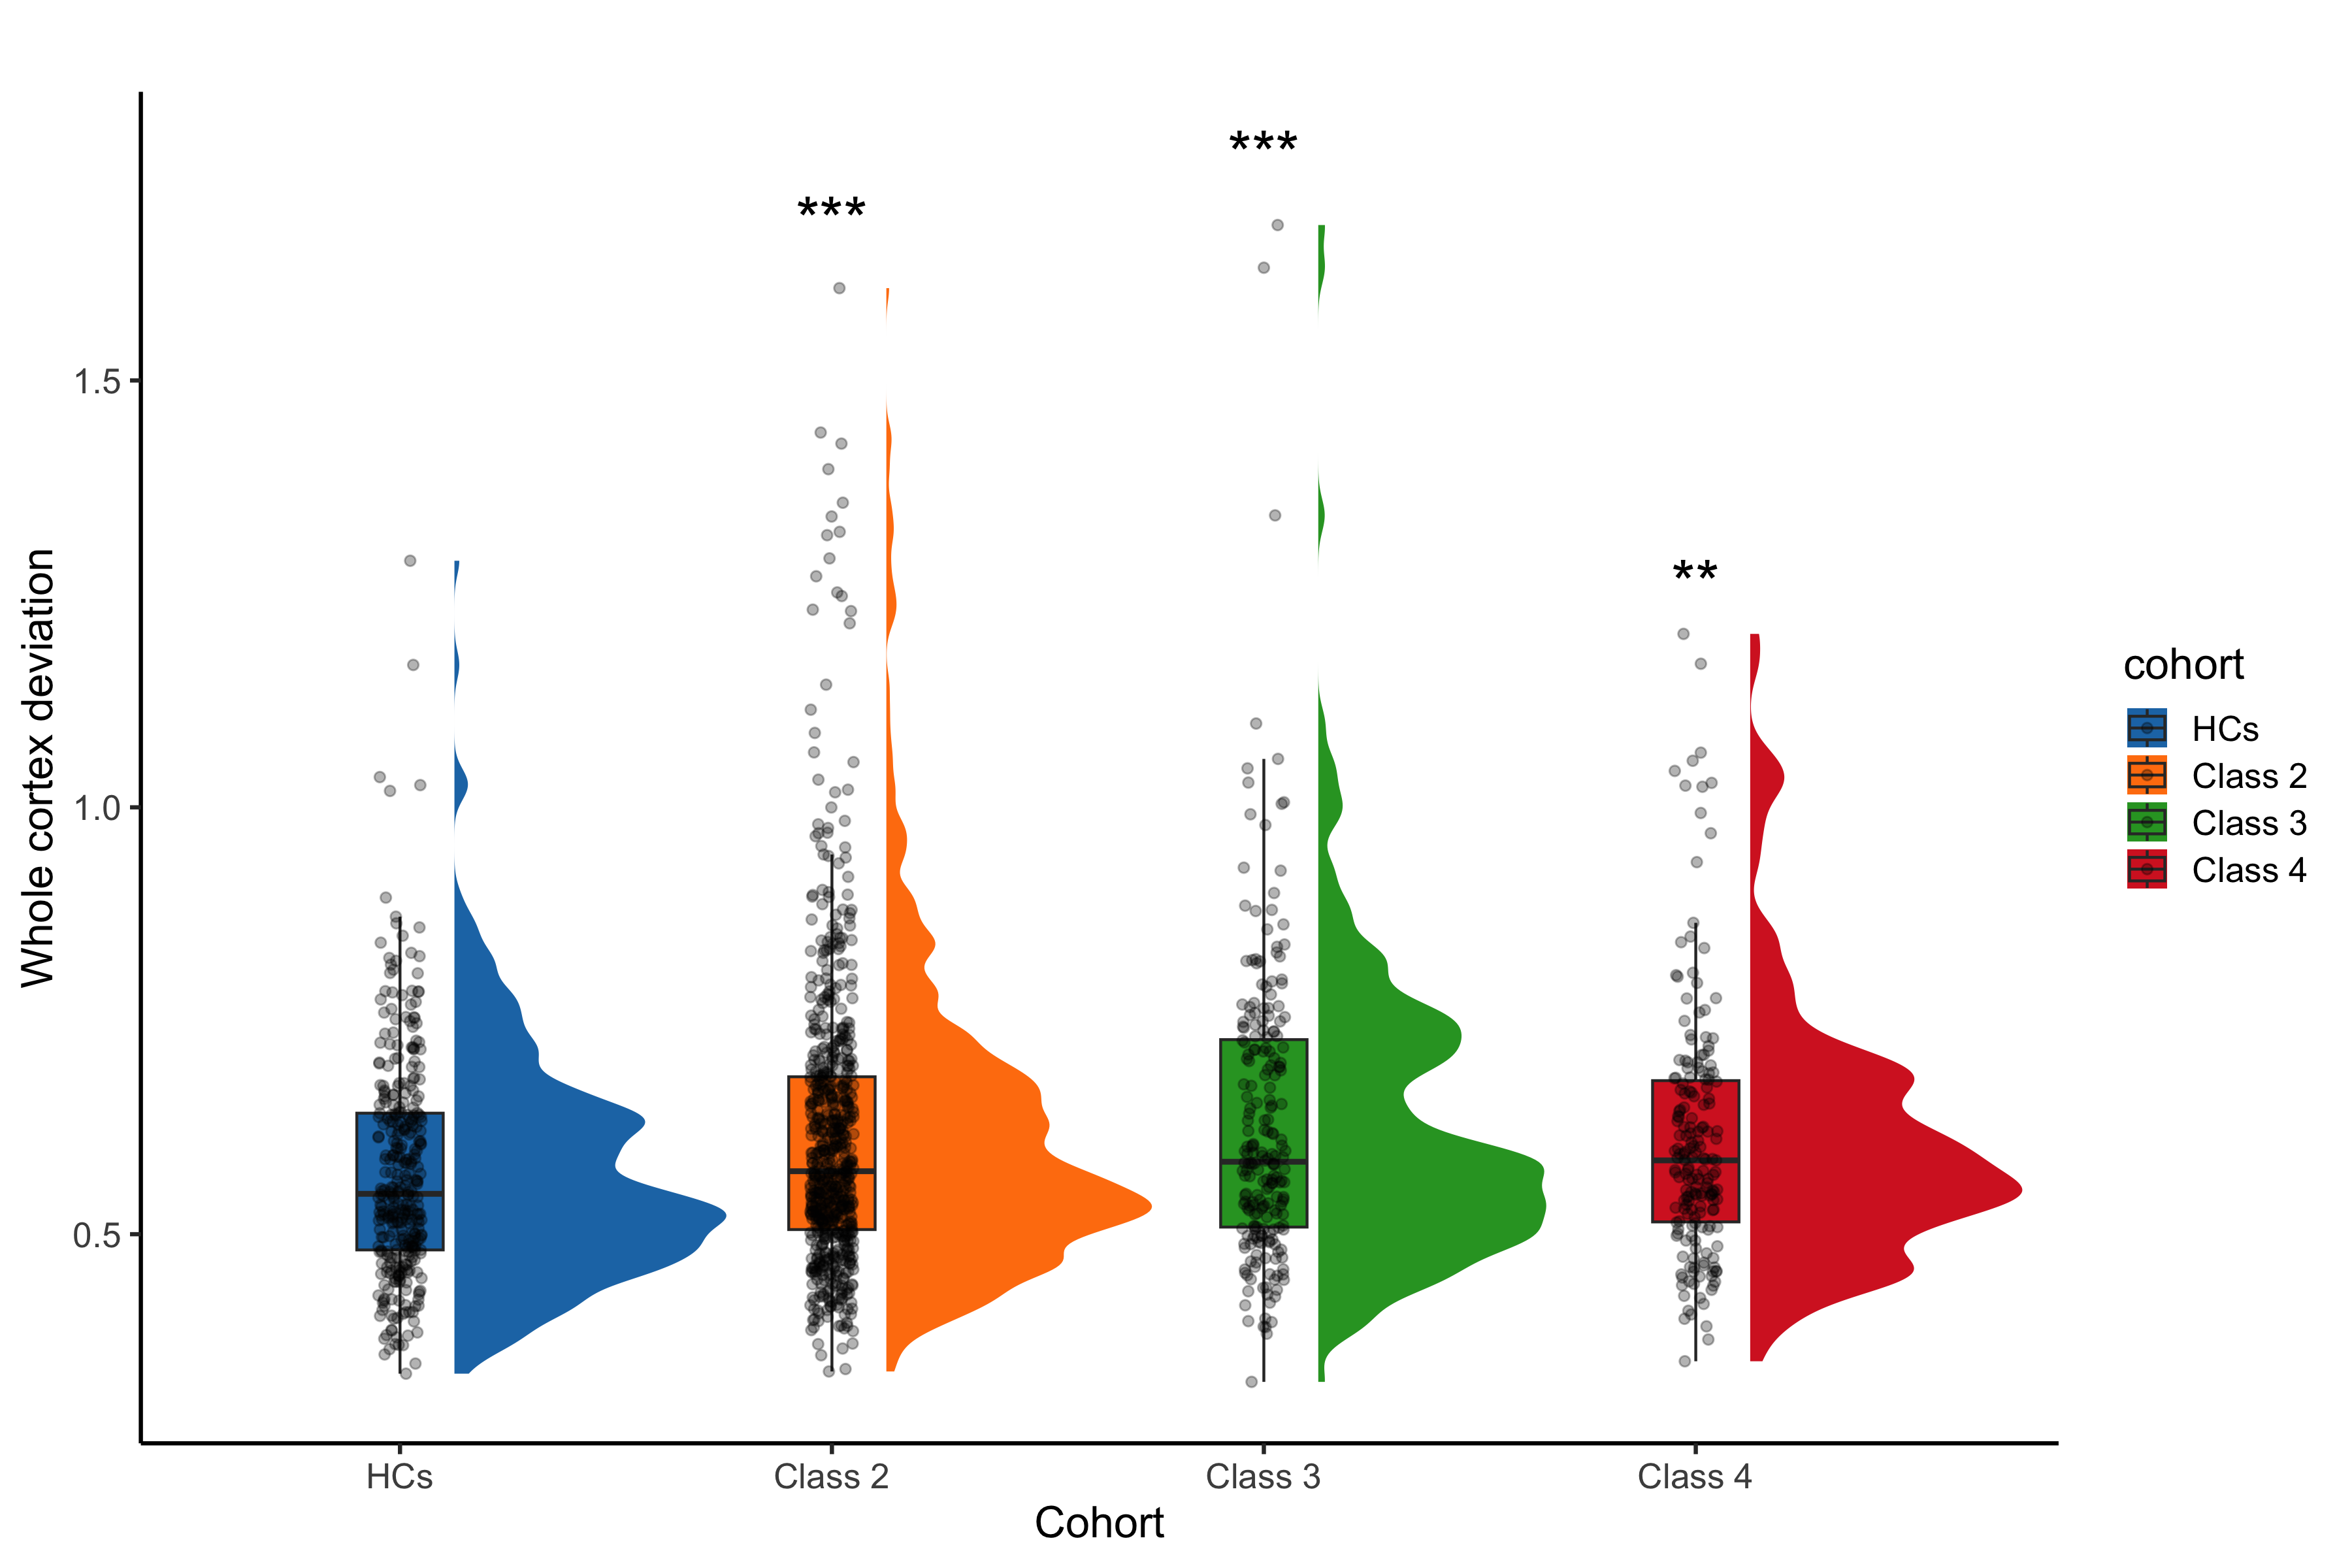 ***
***
1.5
**
Whole cortex deviation
cohort
HCs
Class 2
1.0
Class 3
Class 4
0.5
HCs Class 2 Class 3 Class 4
Cohort